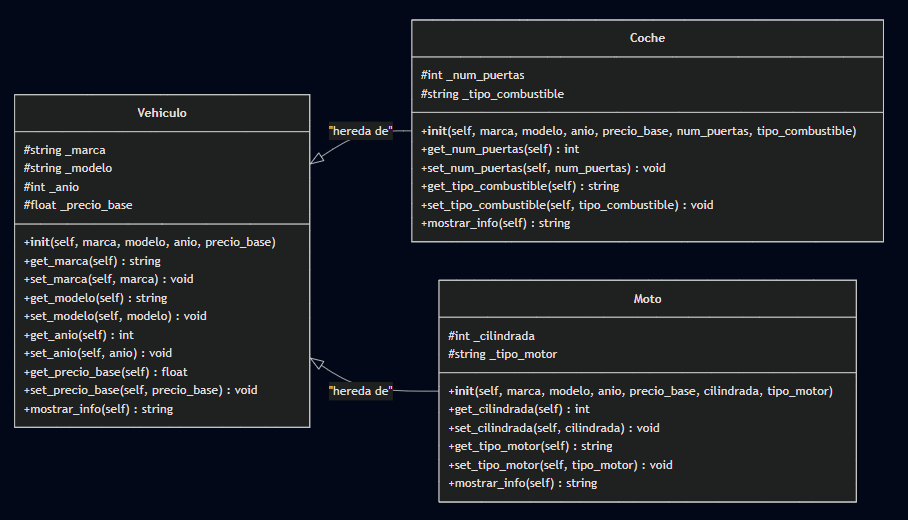 Vehiculo
#string _marca
#string _modelo
#int _anio
#float _precio_base
+init(self, marca, modelo, anio, precio_base)
+get_marca(self) : string
+set_marca(self, marca) : void
+get_modelo(self) : string
+set_modelo(self, modelo) : void
+get_anio(self) : int
+set_anio(self, anio) : void
+get_precio_base(self) : float
+set_precio_base(self, precio_base) : void
+mostrar_info(self) : string
"hereda de"
Coche
#int _num_puertas
#string _tipo_combustible
+init(self, marca, modelo, anio, precio_base, num_puertas, tipo_combustible)
+get_num_puertas(self) : int
+set_num_puertas(self, num_puertas) : void
+get_tipo_combustible(self) : string
+set_tipo_combustible(self, tipo_combustible) : void
+mostrar_info(self) : string
"hereda de"
Moto
#int _cilindrada
#string _tipo_motor
+init(self, marca, modelo, anio, precio_base, cilindrada, tipo_motor)
+get_cilindrada(self) : int
+set_cilindrada(self, cilindrada) : void
+get_tipo_motor(self) : string
+set_tipo_motor(self, tipo_motor) : void
+mostrar_info(self) : string